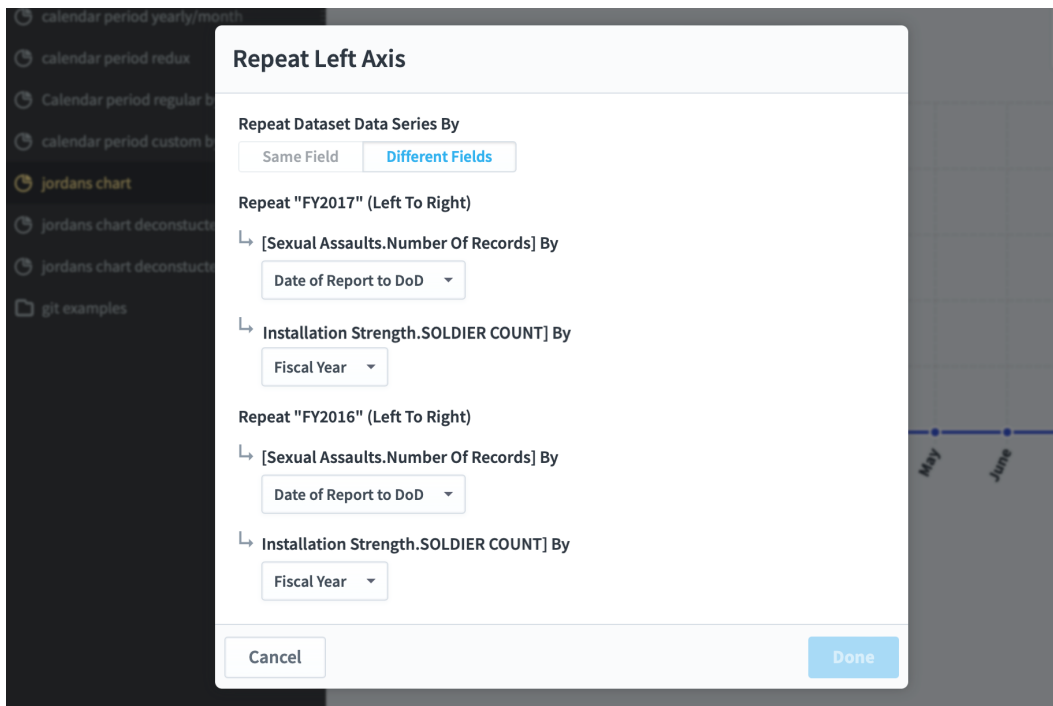 calendar period yearly/month
calendar period redux
Calendar period regular b
calendar period custom b
jordans chart
jordans chart deconstucte
jordans chart deconstucte
git examples
Repeat Left Axis
Repeat Dataset Data Series By
Same Field Different Fields
Repeat "FY2017" (Left To Right)
[Sexual Assaults.Number Of Records] By
Date of Report to DoD
Installation Strength.SOLDIER COUNT] By
Fiscal Year
Repeat "FY2016" (Left To Right)
[Sexual Assaults.Number Of Records] By
Date of Report to DoD
Installation Strength.SOLDIER COUNT] By
Fiscal Year
Cancel Done
May
June